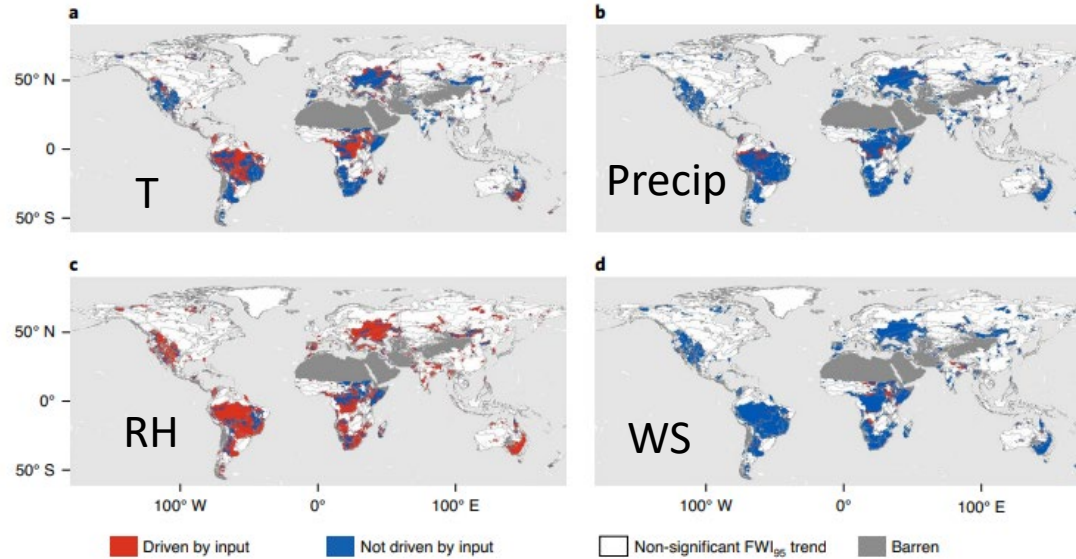 a
b
50° N
0
50° S
T
Precip
c
d
50° N
0°
50° S
RH
WS
100° W
0°
100° E
100° W
0°
100° E
Driven by input
Not driven by input
Non-significant FWI95 trend
Barren